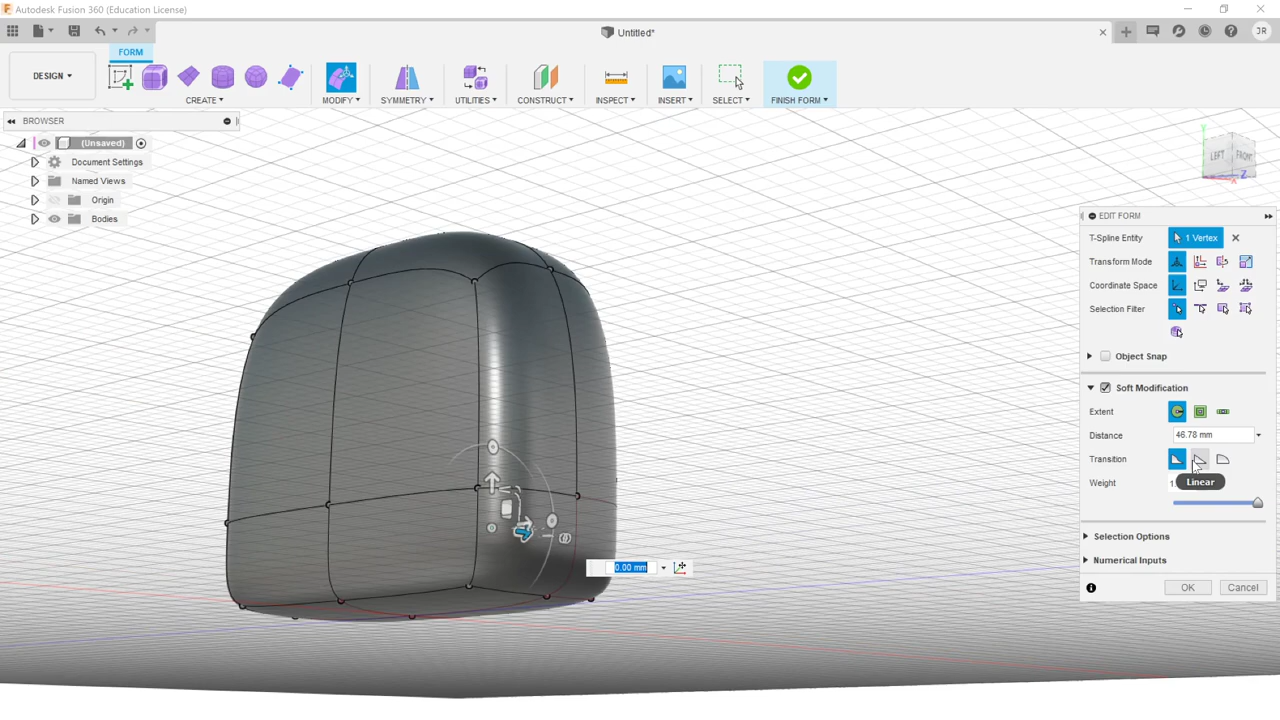 Autodesk Fusion 360 (Education License)
Untitled*
JR
FORM
DESIGN
CREATE
MODIFY
SYMMETRY
UTILITIES
CONSTRUCT
INSPECT
INSERT
SELECT
FINISH FORM
BROWSER
(Unsaved)
Document Settings
Named Views
Origin
Bodies
Y
LEFT
FRONT
Z
X
EDIT FORM
T-Spline Entity
1 Vertex
Transform Mode
Coordinate Space
Selection Filter
Object Snap
Soft Modification
Extent
Distance
46.78 mm
Transition
Weight
Linear
Selection Options
Numerical Inputs
OK
Cancel
0.00 mm